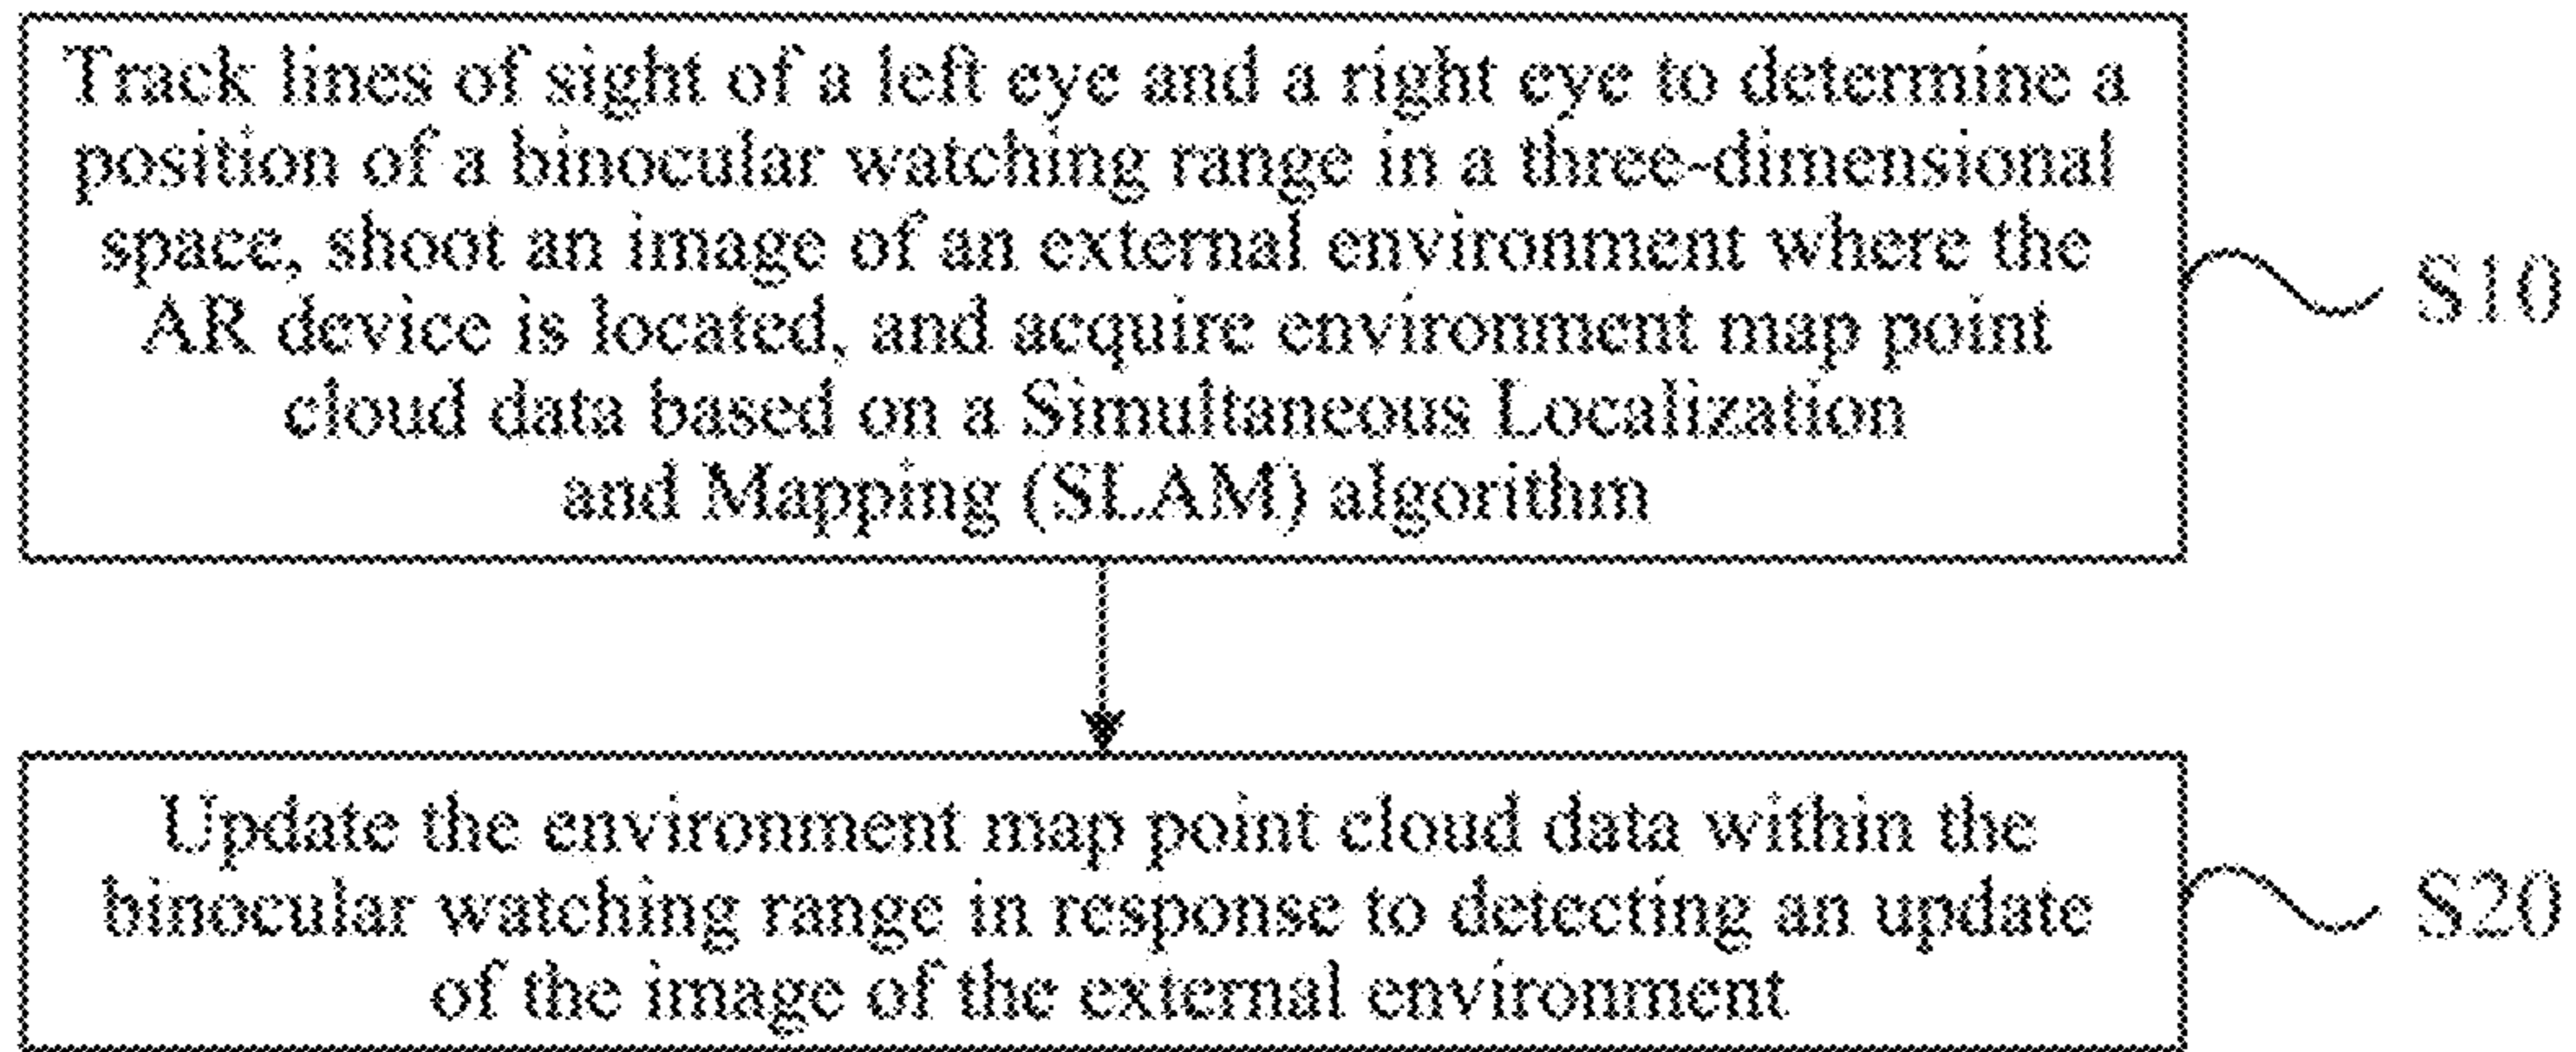 Track lines of sight of a left eye and a right eye to determine a
position of a binocular watching range in a three-dimensional
space, shoot an image of an external environment where the
AR device is located, and acquire environment map point
cloud data based on a Simultaneous Localization
and Mapping (SLAM) algorithm
S10
Update the environment map point cloud data within the
binocular watching range in response to detecting an update
of the image of the external environment
S20